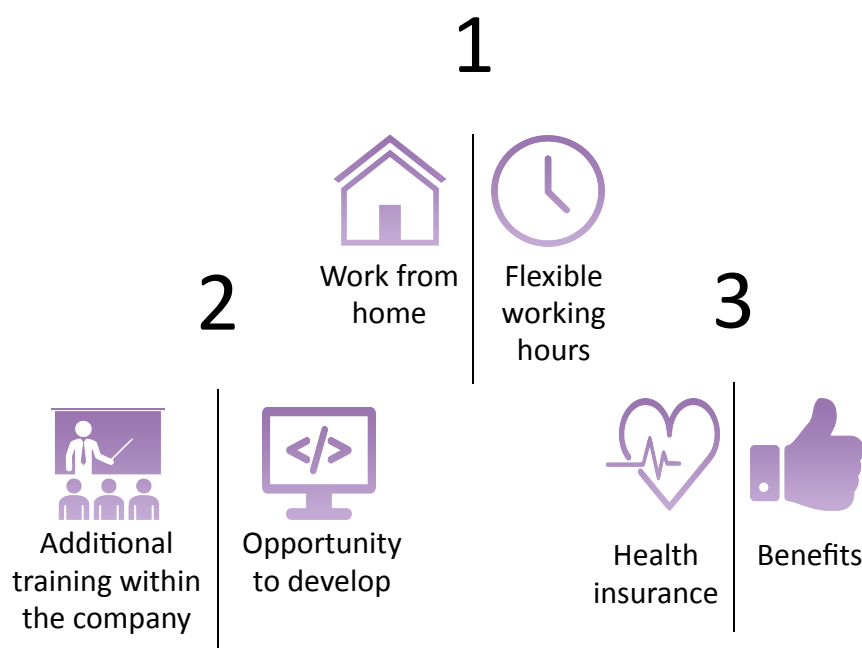 1
Work from
home
Flexible
working
hours
2
Additional
training within
the company
Opportunity
to develop
</>
3
Health
insurance
Benefits